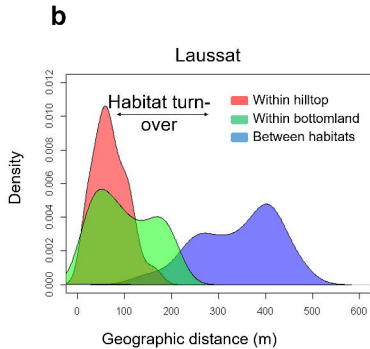 b
Laussat
Habitat turn-
over
Within hilltop
Within bottomland
Between habitats
Density
0.000
0.002
0.004
0.006
0.008
0.010
0.012
0
100
200
300
400
500
600
Geographic distance (m)